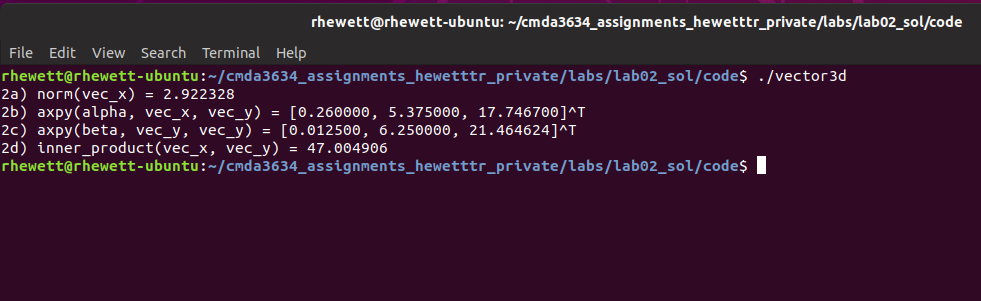 rhewett@rhewett-ubuntu: ~/cmda3634_assignments_hewetttr_private/labs/lab02_sol/code
File Edit View Search Terminal Help
rhewett@rhewett-ubuntu:~/cmda3634_assignments_hewetttr_private/labs/lab02_sol/code$ ./vector3d
2a) norm(vec_x) = 2.922328
2b) axpy(alpha, vec_x, vec_y) = [0.260000, 5.375000, 17.746700]^T
2c) axpy(beta, vec_y, vec_y) = [0.012500, 6.250000, 21.464624]^T
2d) inner_product(vec_x, vec_y) = 47.004906
rhewett@rhewett-ubuntu:~/cmda3634_assignments_hewetttr_private/labs/lab02_sol/code$